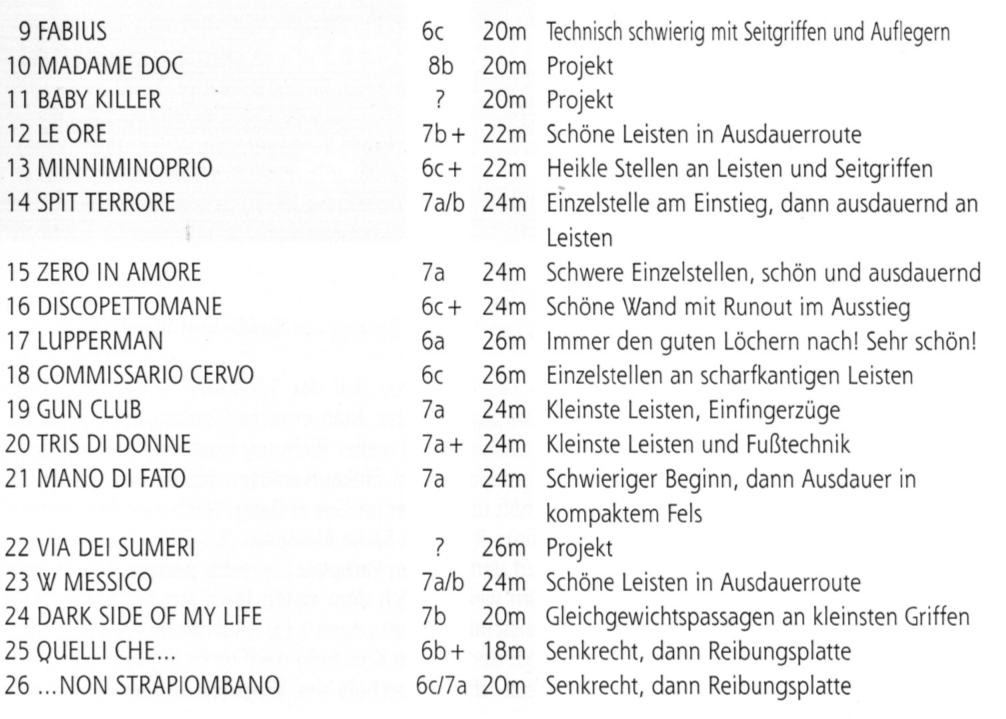 9 FABIUS 6c 20m Technisch schwierig mit Seitgriffen und Auflegern
10 MADAME DOC 8b 20m Projekt
11 BABY KILLER ? 20m Projekt
12 LE ORE 7b+ 22m Schöne Leisten in Ausdauerroute
13 MINNIMINOPRIO 6c+ 22m Heikle Stellen an Leisten und Seitgriffen
14 SPIT TERRORE 7a/b 24m Einzelstelle am Einstieg, dann ausdauernd an
Leisten
15 ZERO IN AMORE 7a 24m Schwere Einzelstellen, schön und ausdauernd
16 DISCOPETTOMANE 6c+ 24m Schöne Wand mit Runout im Ausstieg
17 LUPPERMAN 6a 26m Immer den guten Löchern nach! Sehr schön!
18 COMMISSARIO CERVO 6c 26m Einzelstellen an scharfkantigen Leisten
19 GUN CLUB 7a 24m Kleinste Leisten, Einfingerzüge
20 TRIS DI DONNE 7a+ 24m Kleinste Leisten und Fußtechnik
21 MANO DI FATO 7a 24m Schwieriger Beginn, dann Ausdauer in
kompaktem Fels
22 VIA DEI SUMERI ? 26m Projekt
23 W MESSICO 7a/b 24m Schöne Leisten in Ausdauerroute
24 DARK SIDE OF MY LIFE 7b 20m Gleichgewichtspassagen an kleinsten Griffen
25 QUELLI CHE... 6b+ 18m Senkrecht, dann Reibungsplatte
26 ...NON STRAPIOMBANO 6c/7a 20m Senkrecht, dann Reibungsplatte